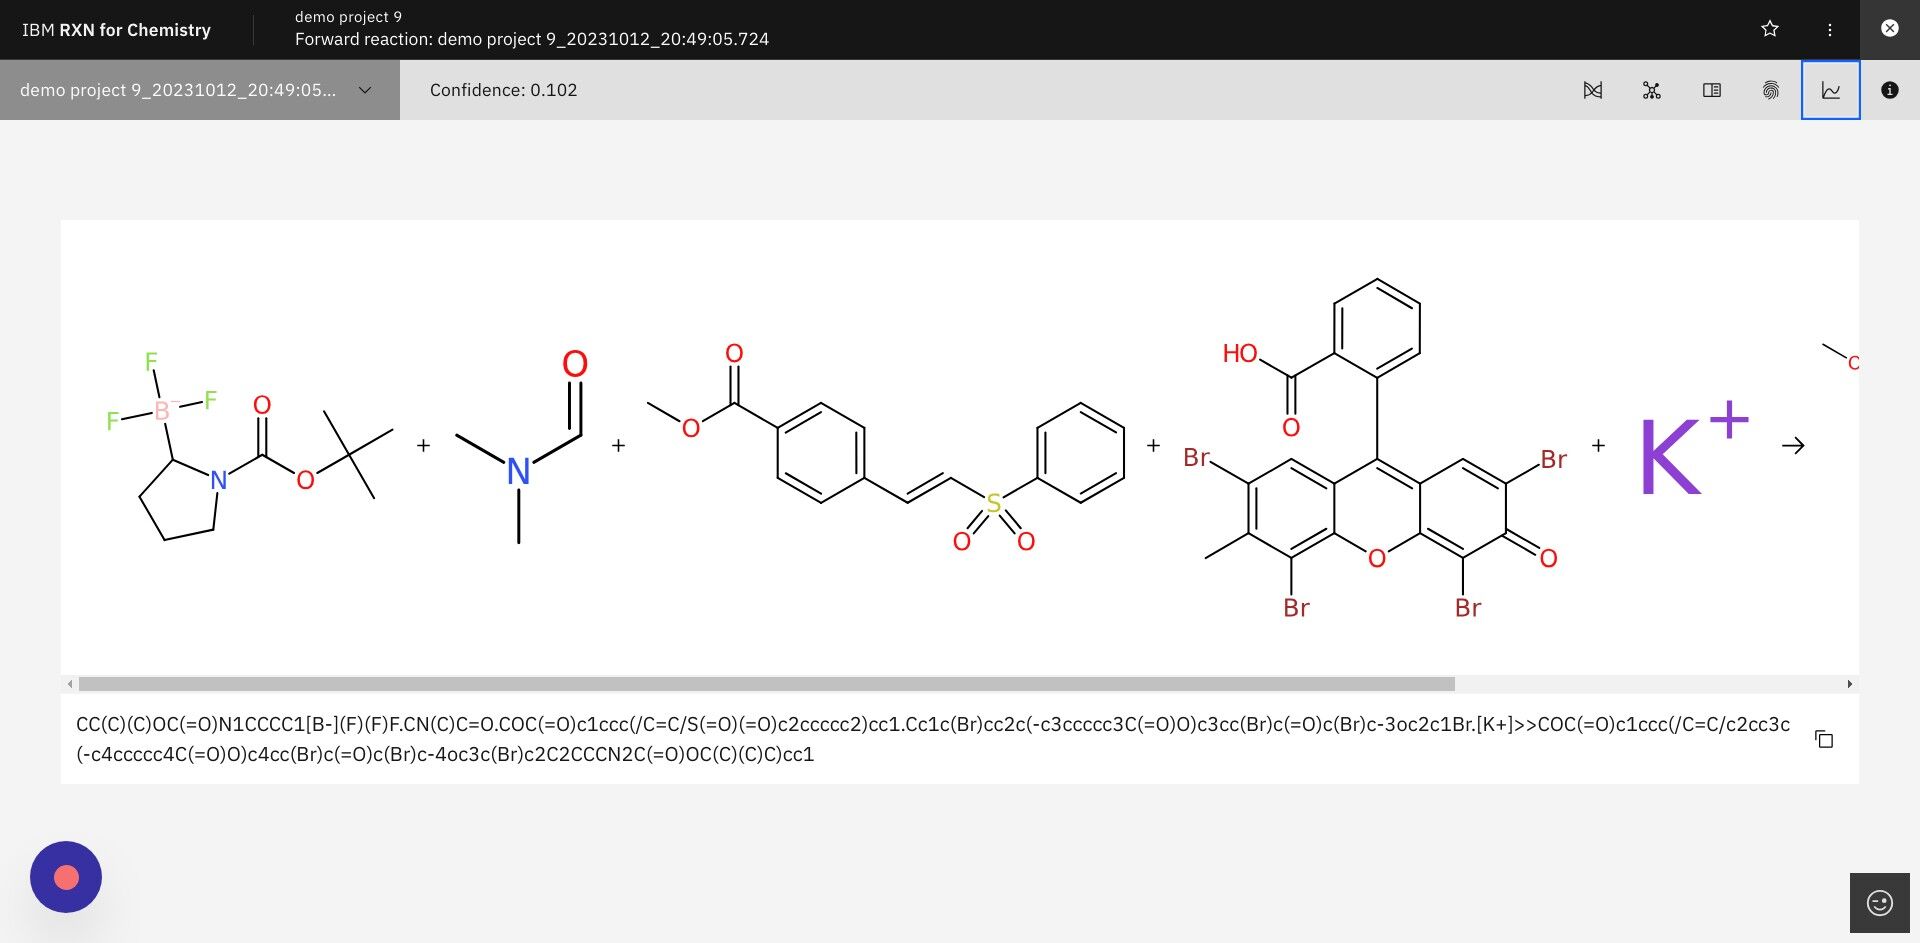 IBM RXN for Chemistry
demo project 9
Forward reaction: demo project 9_20231012_20:49:05.724
demo project 9_20231012_20:49:05...
Confidence: 0.102
F
F
F
B⁻
N
O
O
+
O
N
+
O
O
S
O
O
+
HO
O
Br
Br
O
O
Br
Br
+
K+
→
O
CC(C)(C)OC(=O)N1CCCC1[B-](F)(F)F.CN(C)C=O.COC(=O)c1ccc(/C=C/S(=O)(=O)c2ccccc2)cc1.Cc1c(Br)cc2c(-c3ccccc3C(=O)O)c3cc(Br)c(=O)c(Br)c-3oc2c1Br.[K+]>>COC(=O)c1ccc(/C=C/c2cc3c
(-c4ccccc4C(=O)O)c4cc(Br)c(=O)c(Br)c-4oc3c(Br)c2C2CCCN2C(=O)OC(C)(C)C)cc1